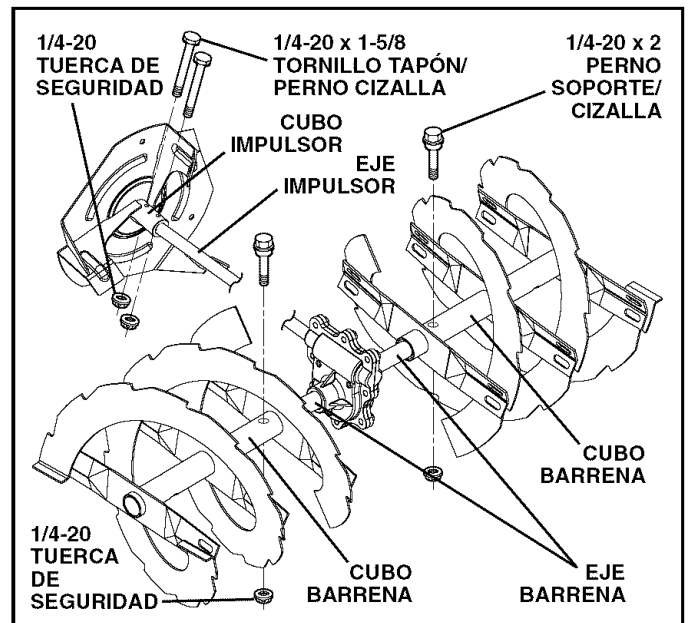 1/4-20
TUERCA DE
SEGURIDAD
1/4-20 x 1-5/8
TORNILLO TAPÓN/
PERNO CIZALLA
1/4-20 x 2
PERNO
SOPORTE/
CIZALLA
CUBO
IMPULSOR
EJE
IMPULSOR
CUBO
BARRENA
1/4-20
TUERCA
DE
SEGURIDAD
CUBO
BARRENA
EJE
BARRENA